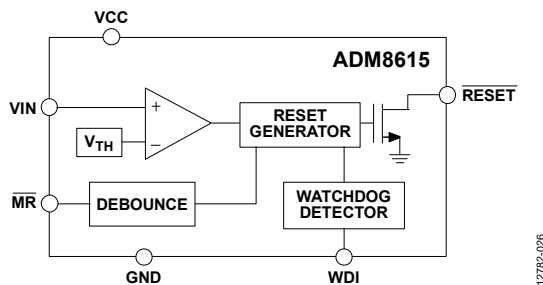 VCC
ADM8615
VIN
+
RESET
GENERATOR
RESET
VTH
–
MR
DEBOUNCE
WATCHDOG
DETECTOR
GND
WDI
12782-026